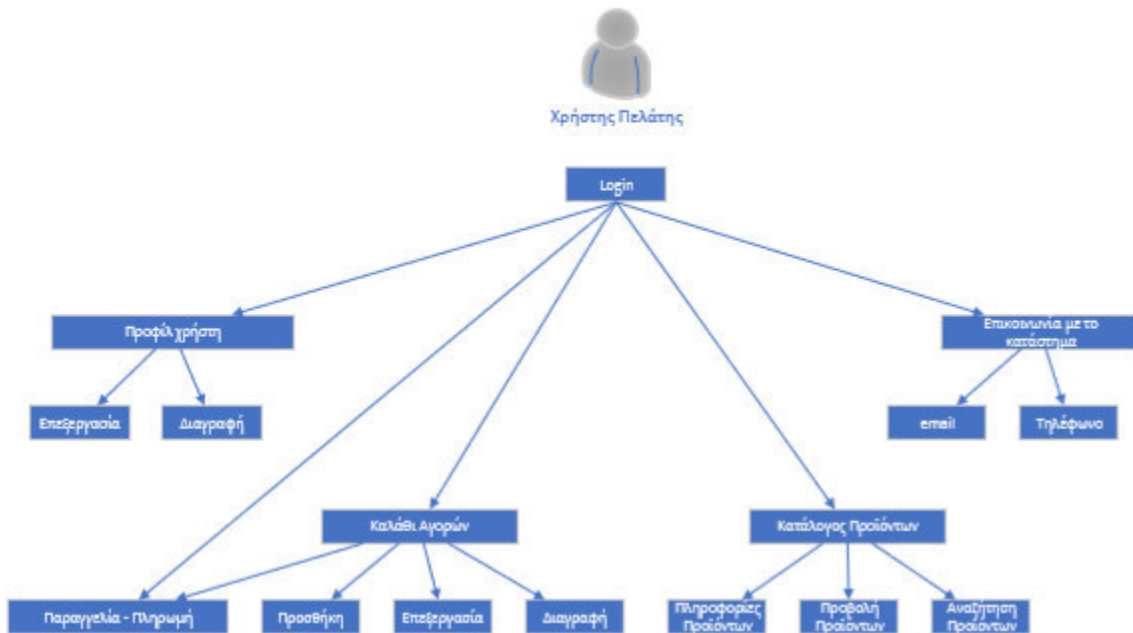 Χρήστης Πελάτης
Login
Προφίλ χρήστη
Επικοινωνία με το
κατάστημα
Επεξεργασία
Διαγραφή
email
Τηλέφωνο
Καλάθι Αγορών
Κατάλογος Προϊόντων
Παραγγελία - Πληρωμή
Προσθήκη
Επεξεργασία
Διαγραφή
Πληροφορίες
Προϊόντων
Προβολή
Προϊόντων
Αναζήτηση
Προϊόντων